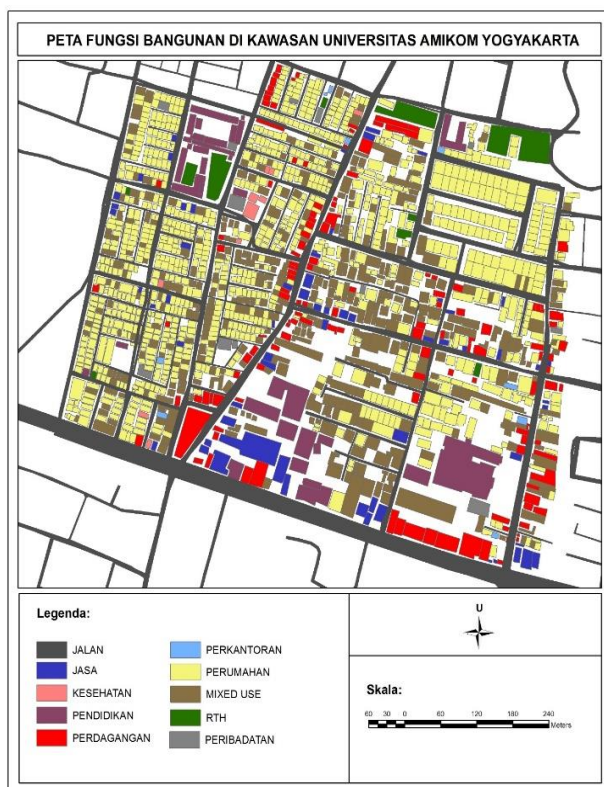 PETA FUNGSI BANGUNAN DI KAWASAN UNIVERSITAS AMIKOM YOGYAKARTA
Legenda:
JALAN
JASA
KESEHATAN
PENDIDIKAN
PERDAGANGAN
PERKANTORAN
PERUMAHAN
MIXED USE
RTH
PERIBADATAN
U
Skala:
60 30 0 60 120 180 240
Meters